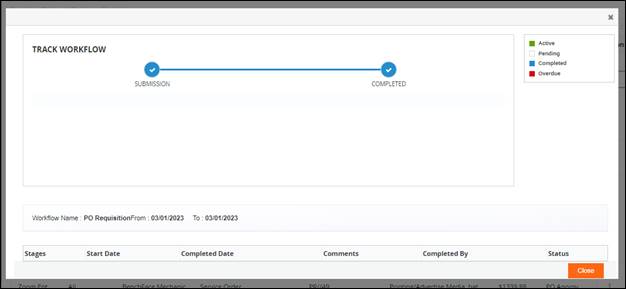 ×
TRACK WORKFLOW
SUBMISSION
COMPLETED
Active
Pending
Completed
Overdue
Workflow Name : PO RequisitionFrom : 03/01/2023 To : 03/01/2023
Stages Start Date Completed Date Comments Completed By Status
Close